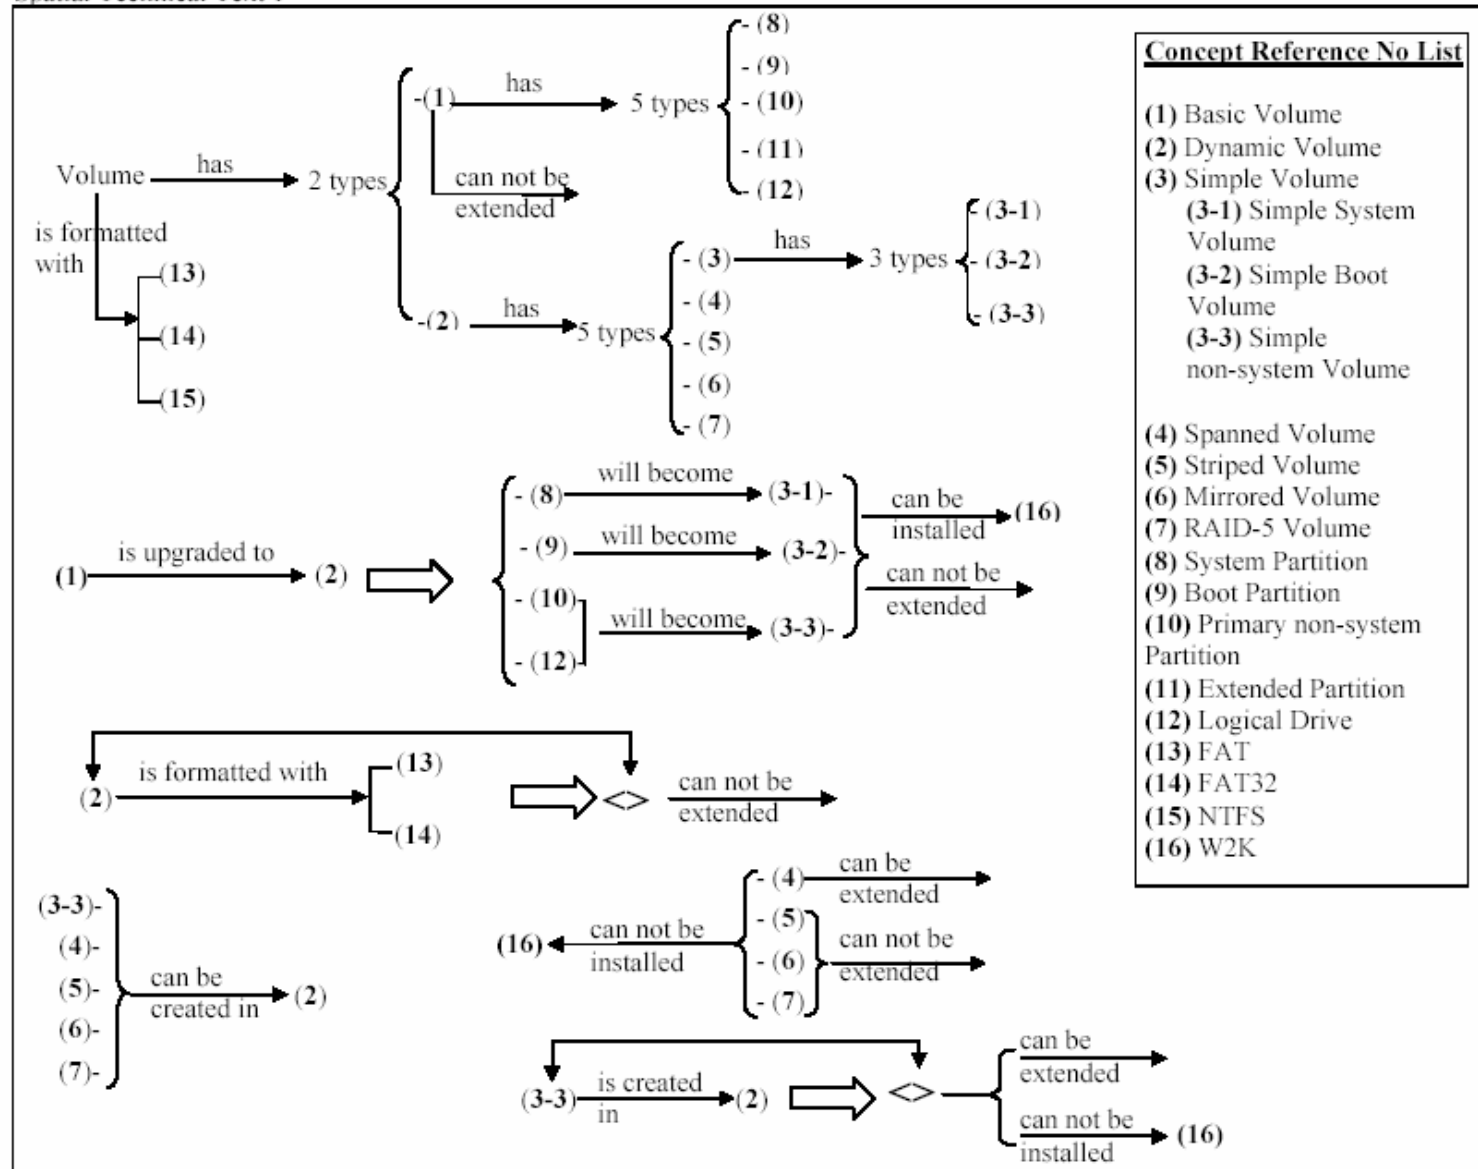 has
5 types
- (8)
- (9)
- (10)
- (11)
- (12)
-(1)
can not be
extended
Volume
has
2 types
is formatted
with
(13)
(14)
(15)
-(2)
has
5 types
- (3)
- (4)
- (5)
- (6)
- (7)
has
3 types
- (3-1)
- (3-2)
- (3-3)
(1)
is upgraded to
(2)
- (8)
will become
(3-1)-
- (9)
will become
(3-2)-
- (10)
- (12)-
will become
(3-3)-
can be
installed
(16)
can not be
extended
(2)
is formatted with
(13)
(14)
<>
can not be
extended
(3-3)-
(4)-
(5)-
(6)-
(7)-
can be
created in
(2)
(16)
can not be
installed
- (4)
can be
extended
- (5)
- (6)
- (7)
can not be
extended
(3-3)
is created
in
(2)
<>
can be
extended
can not be
installed
(16)
Concept Reference No List
(1) Basic Volume
(2) Dynamic Volume
(3) Simple Volume
(3-1) Simple System
Volume
(3-2) Simple Boot
Volume
(3-3) Simple
non-system Volume
(4) Spanned Volume
(5) Striped Volume
(6) Mirrored Volume
(7) RAID-5 Volume
(8) System Partition
(9) Boot Partition
(10) Primary non-system
Partition
(11) Extended Partition
(12) Logical Drive
(13) FAT
(14) FAT32
(15) NTFS
(16) W2K